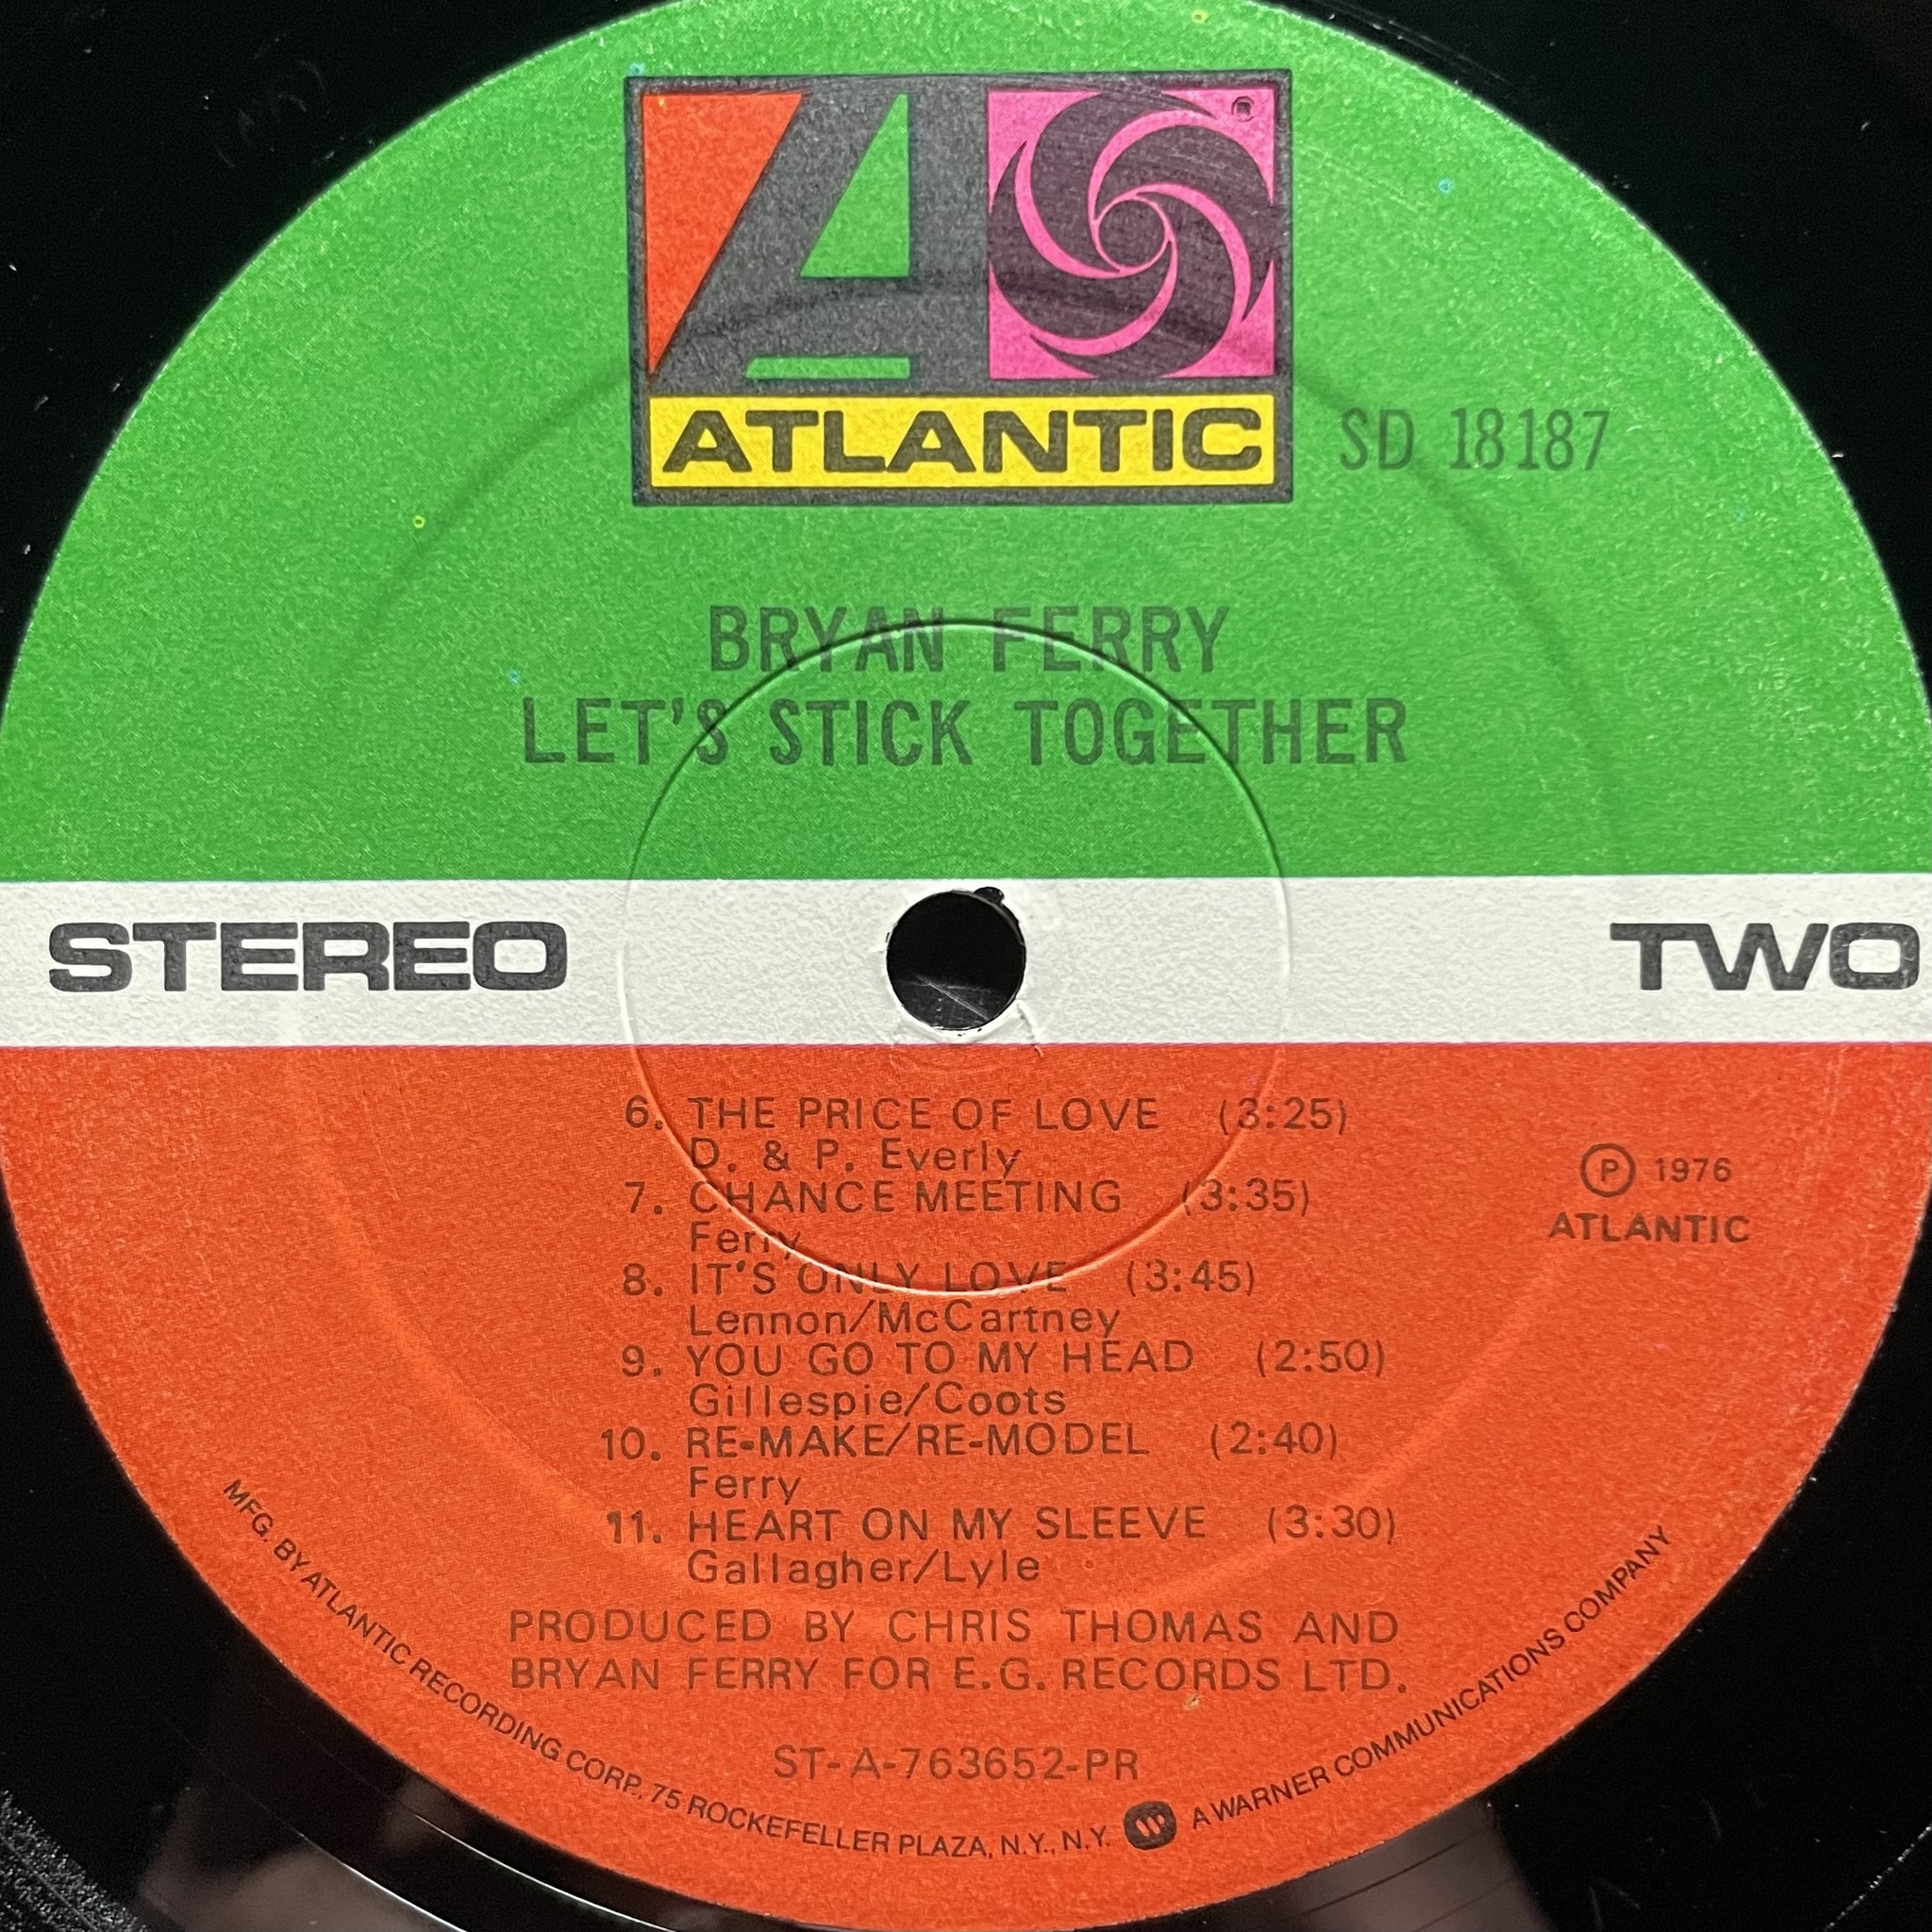 ®
ATLANTIC
SD 18187
BRYAN FERRY
LET'S STICK TOGETHER
STEREO
TWO
6. THE PRICE OF LOVE (3:25)
D. & P. Everly
7. CHANCE MEETING (3:35)
Ferry
8. IT'S ONLY LOVE (3:45)
Lennon/McCartney
9. YOU GO TO MY HEAD (2:50)
Gillespie/Coots
10. RE-MAKE/RE-MODEL (2:40)
Ferry
11. HEART ON MY SLEEVE (3:30)
Gallagher/Lyle
℗ 1976
ATLANTIC
PRODUCED BY CHRIS THOMAS AND
BRYAN FERRY FOR E.G. RECORDS LTD.
ST-A-763652-PR
MFG. BY ATLANTIC RECORDING CORP., 75 ROCKEFELLER PLAZA, N.Y., N.Y. W A WARNER COMMUNICATIONS COMPANY